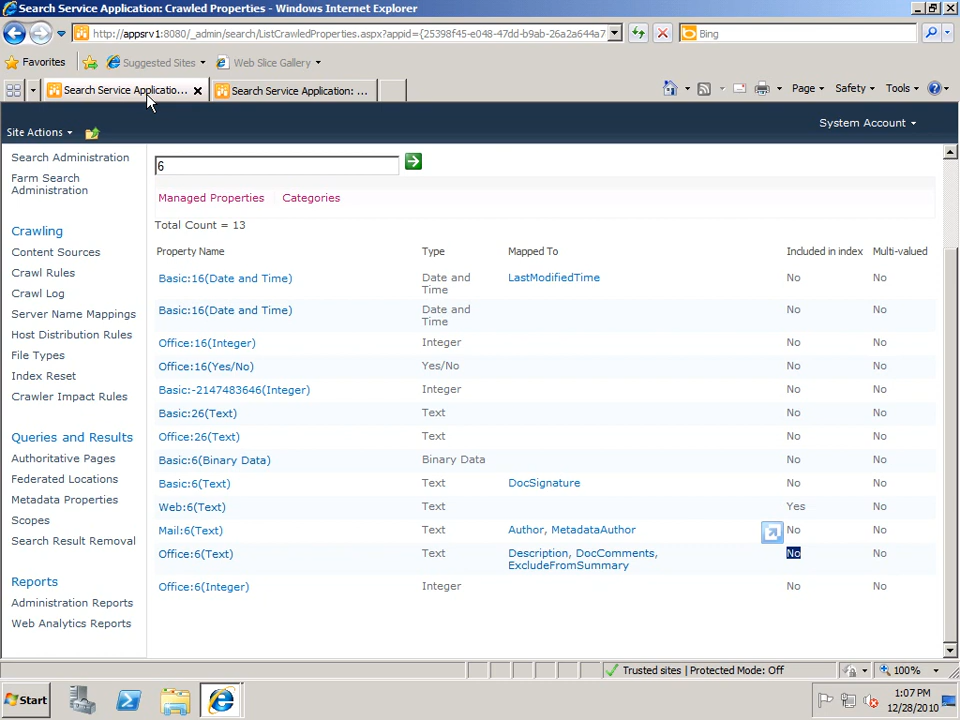 Search Service Application: Crawled Properties - Windows Internet Explorer
http://appsrv1:8080/_admin/search/ListCrawledProperties.aspx?appid={25398f45-e048-47dd-b9ab-26a2a644a7
Bing
Favorites
Suggested Sites
Web Slice Gallery
Search Service Applicatio...
Search Service Application: ...
Page
Safety
Tools
Site Actions
System Account
Search Administration
Farm Search
Administration
Crawling
Content Sources
Crawl Rules
Crawl Log
Server Name Mappings
Host Distribution Rules
File Types
Index Reset
Crawler Impact Rules
Queries and Results
Authoritative Pages
Federated Locations
Metadata Properties
Scopes
Search Result Removal
Reports
Administration Reports
Web Analytics Reports
6
Managed Properties Categories
Total Count = 13
Property Name Type Mapped To Included in index Multi-valued
Basic:16(Date and Time) Date and LastModifiedTime No No
Time
Basic:16(Date and Time) Date and No No
Time
Office:16(Integer) Integer No No
Office:16(Yes/No) Yes/No No No
Basic:-2147483646(Integer) Integer No No
Basic:26(Text) Text No No
Office:26(Text) Text No No
Basic:6(Binary Data) Binary Data No No
Basic:6(Text) Text DocSignature No No
Web:6(Text) Text Yes No
Mail:6(Text) Text Author, MetadataAuthor No No
Office:6(Text) Text Description, DocComments, No No
ExcludeFromSummary
Office:6(Integer) Integer No No
Trusted sites | Protected Mode: Off
100%
Start
1:07 PM
12/28/2010